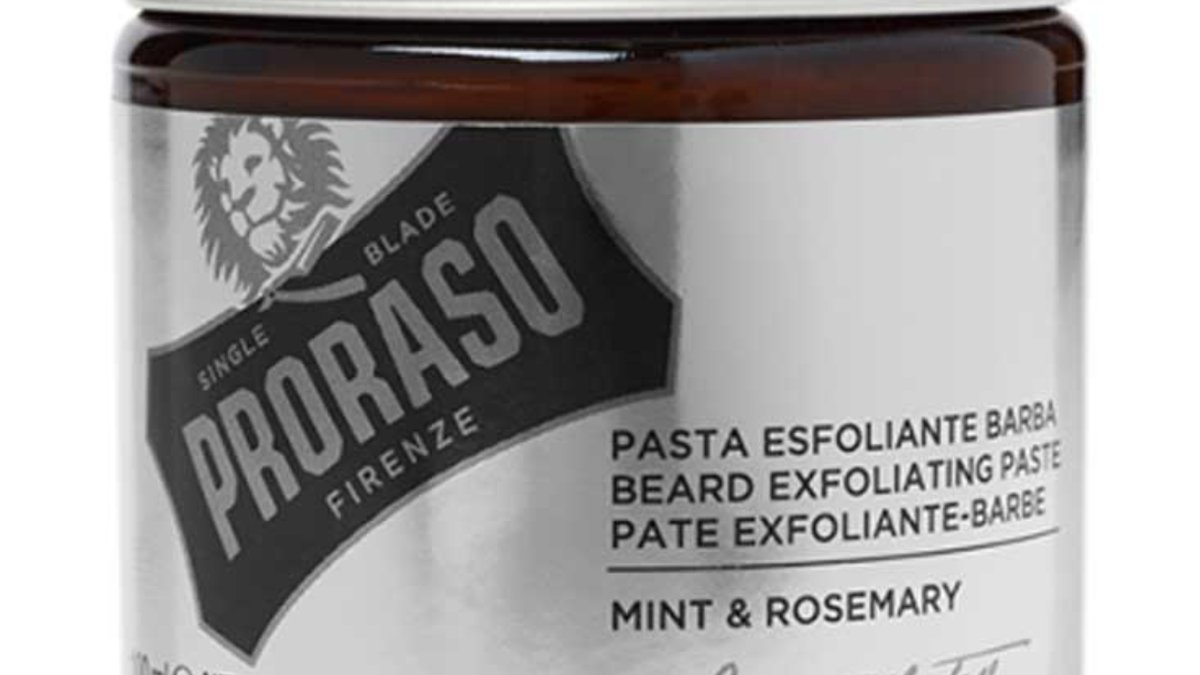 SINGLE BLADE
PRORASO
FIRENZE
PASTA ESFOLIANTE BARBA
BEARD EXFOLIATING PASTE
PATE EXFOLIANTE-BARBE
MINT & ROSEMARY